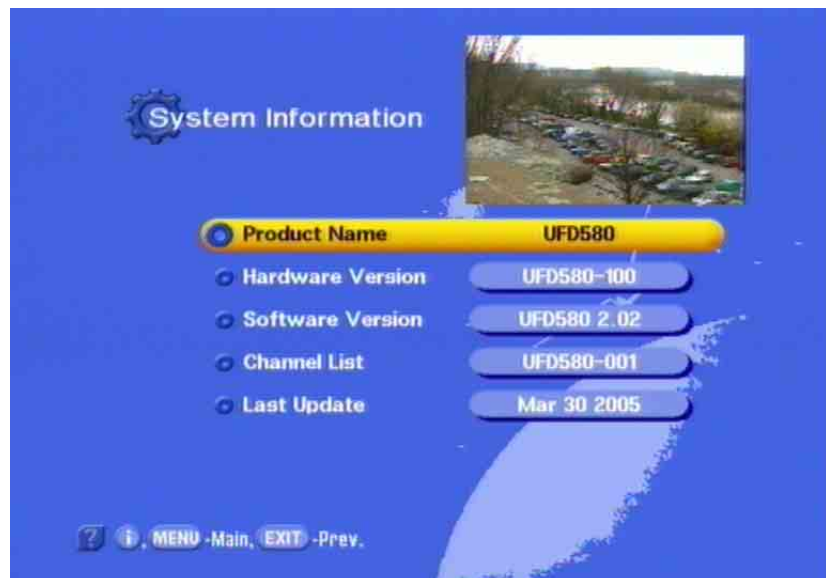 System Information
Product Name UFD580
Hardware Version UFD580-100
Software Version UFD580 2.02
Channel List UFD580-001
Last Update Mar 30 2005
? i, MENU -Main, EXIT -Prev.